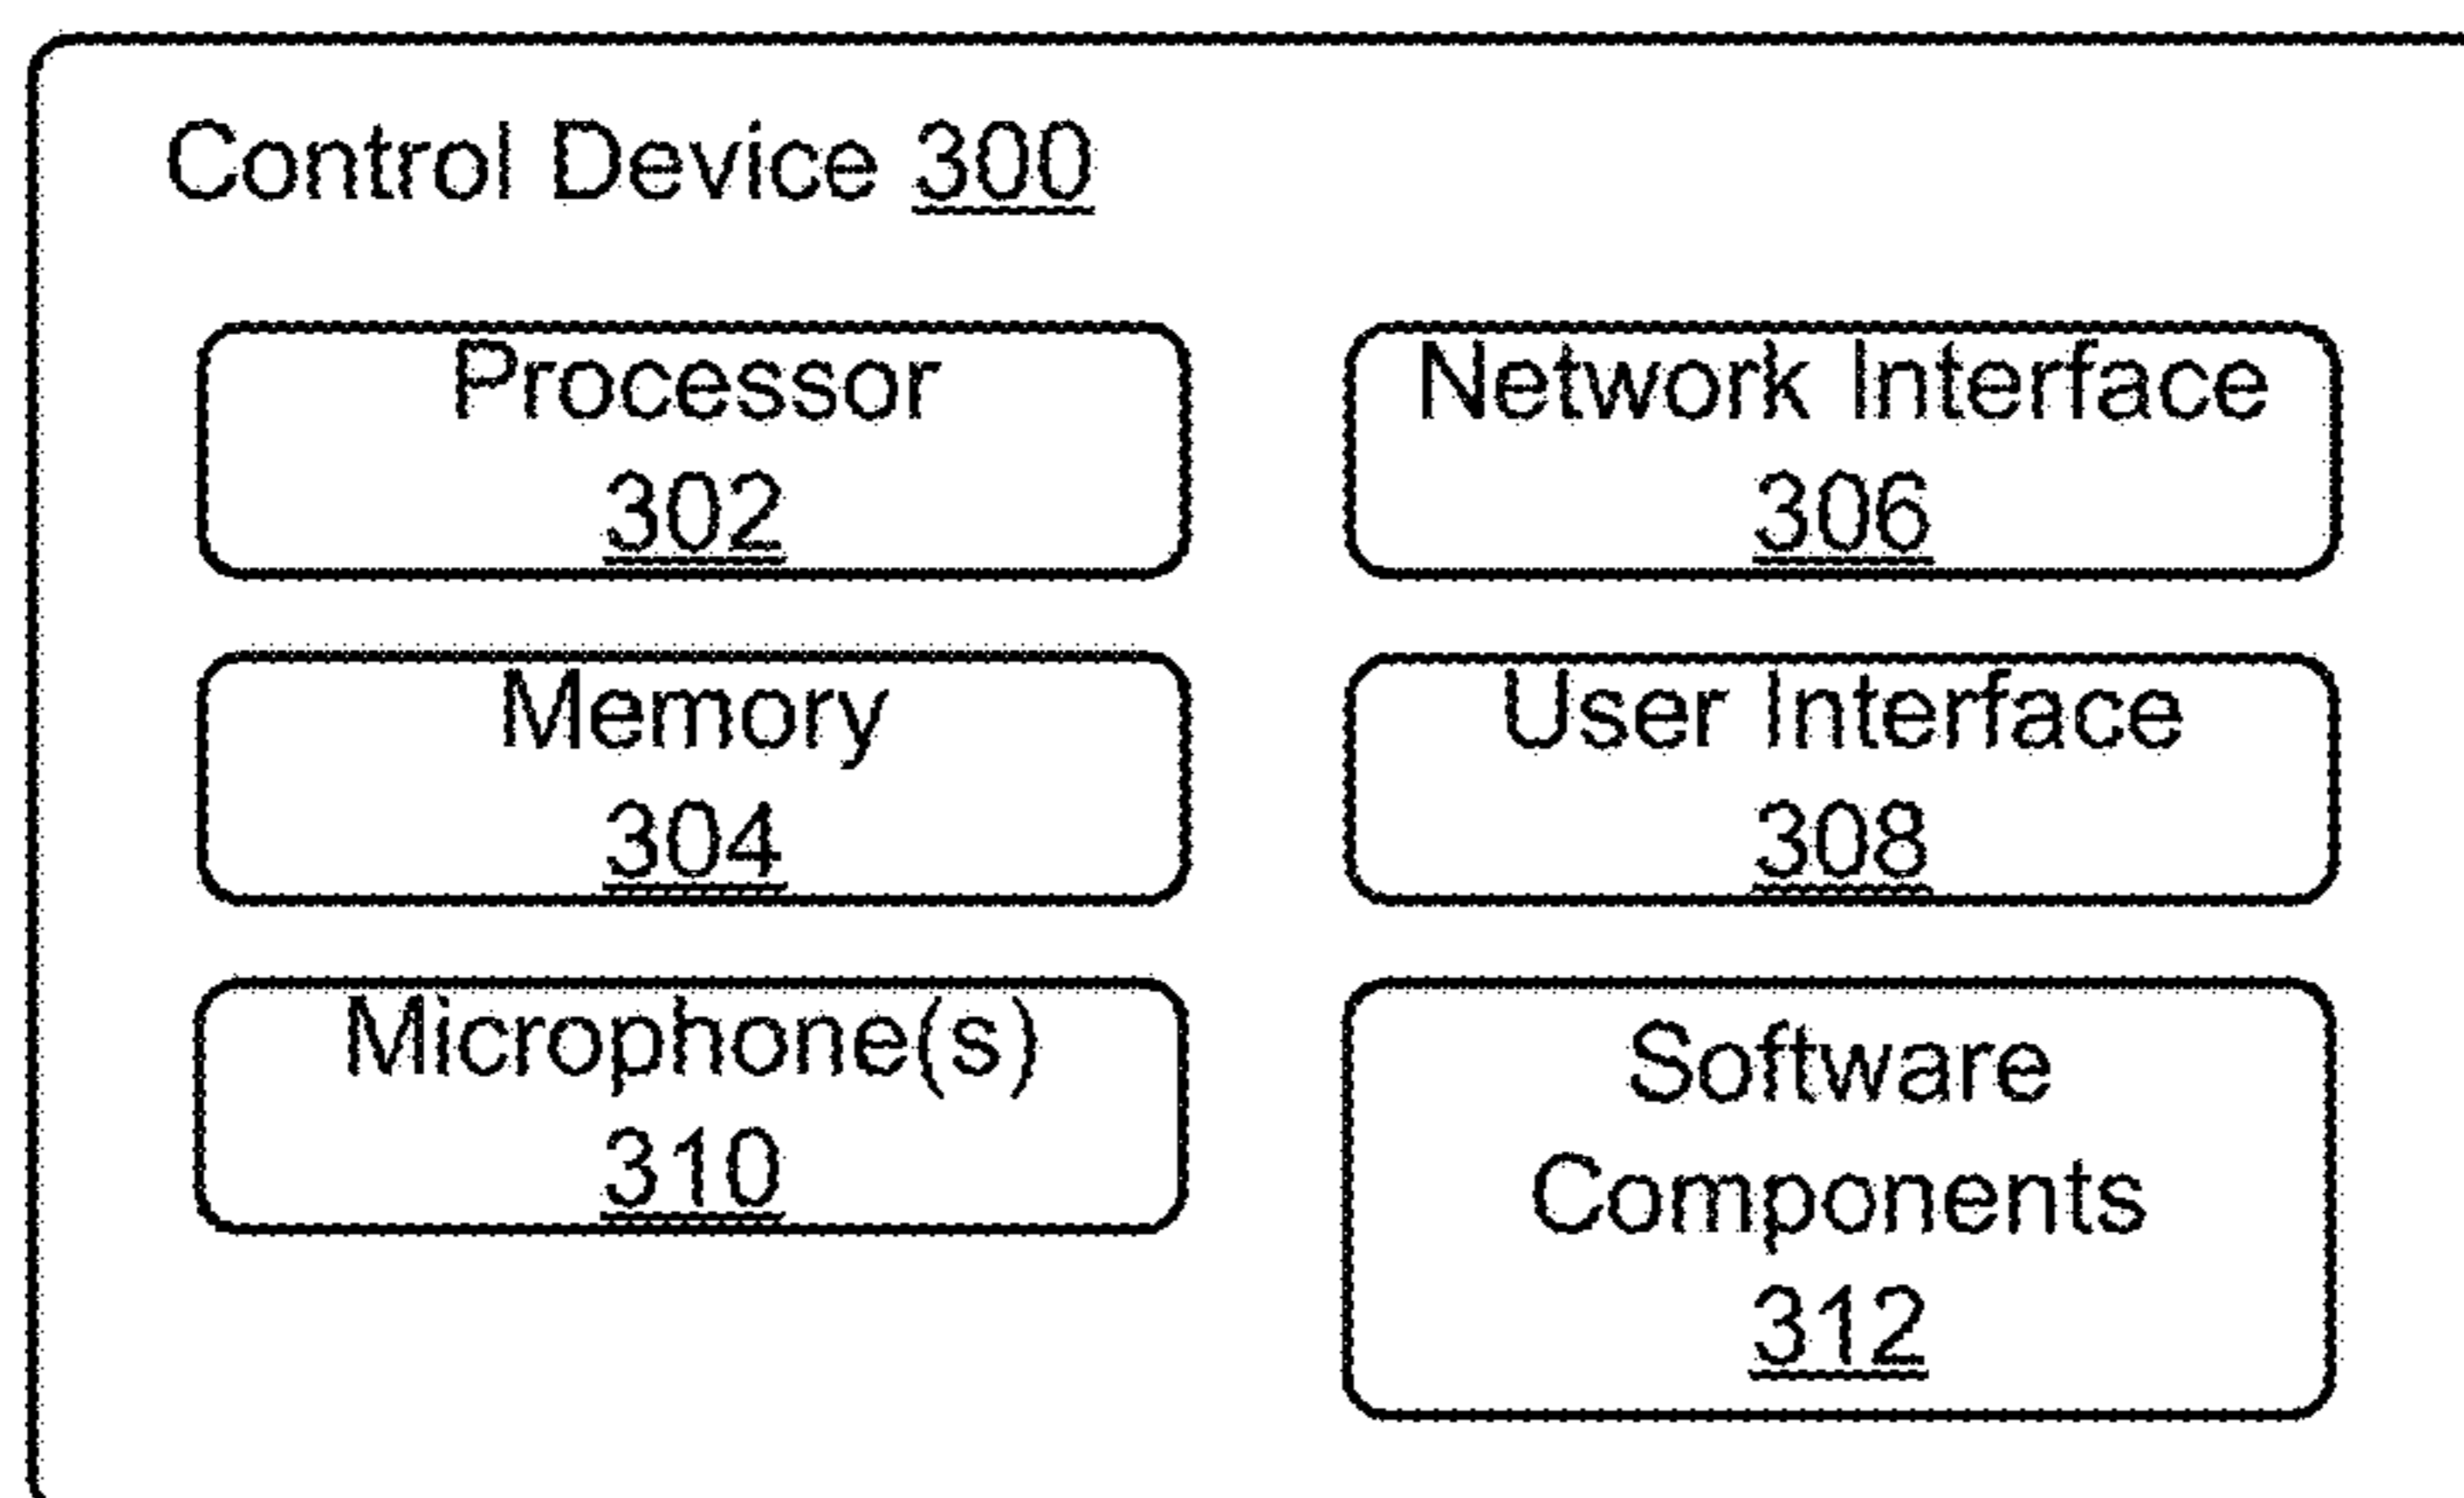 Control Device 300
Processor
302
Network Interface
306
Memory
304
User Interface
308
Microphone(s)
310
Software
Components
312